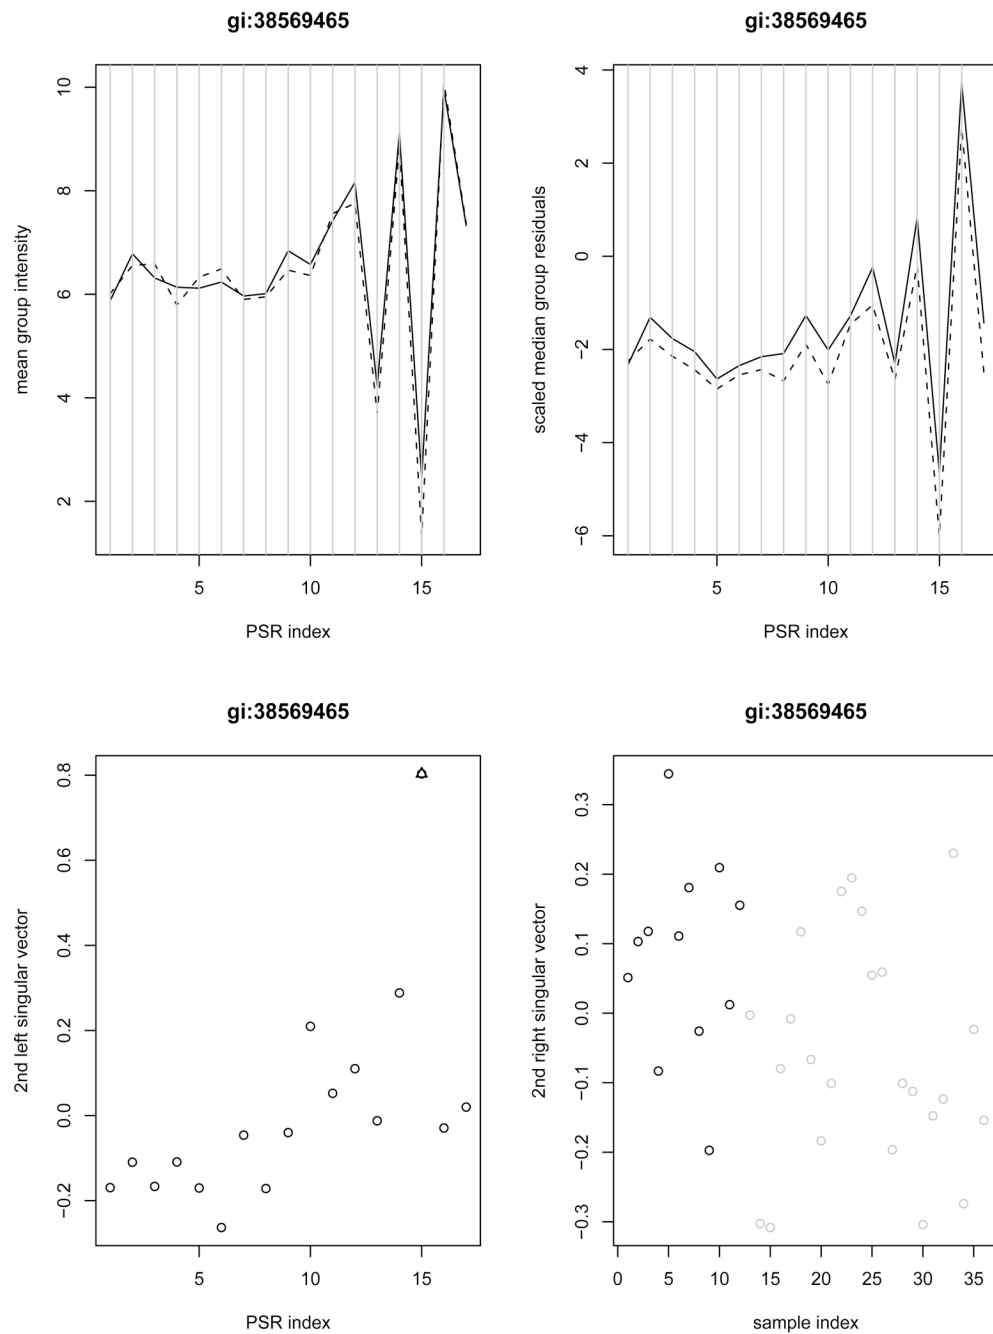 gi:38569465
gi:38569465
mean group intensity
10
8
6
4
2
5 10 15
PSR index
scaled median group residuals
4
2
0
−2
−4
−6
5 10 15
PSR index
gi:38569465
gi:38569465
2nd left singular vector
0.8
0.6
0.4
0.2
0.0
−0.2
5 10 15
PSR index
2nd right singular vector
0.3
0.2
0.1
0.0
−0.1
−0.2
−0.3
0 5 10 15 20 25 30 35
sample index